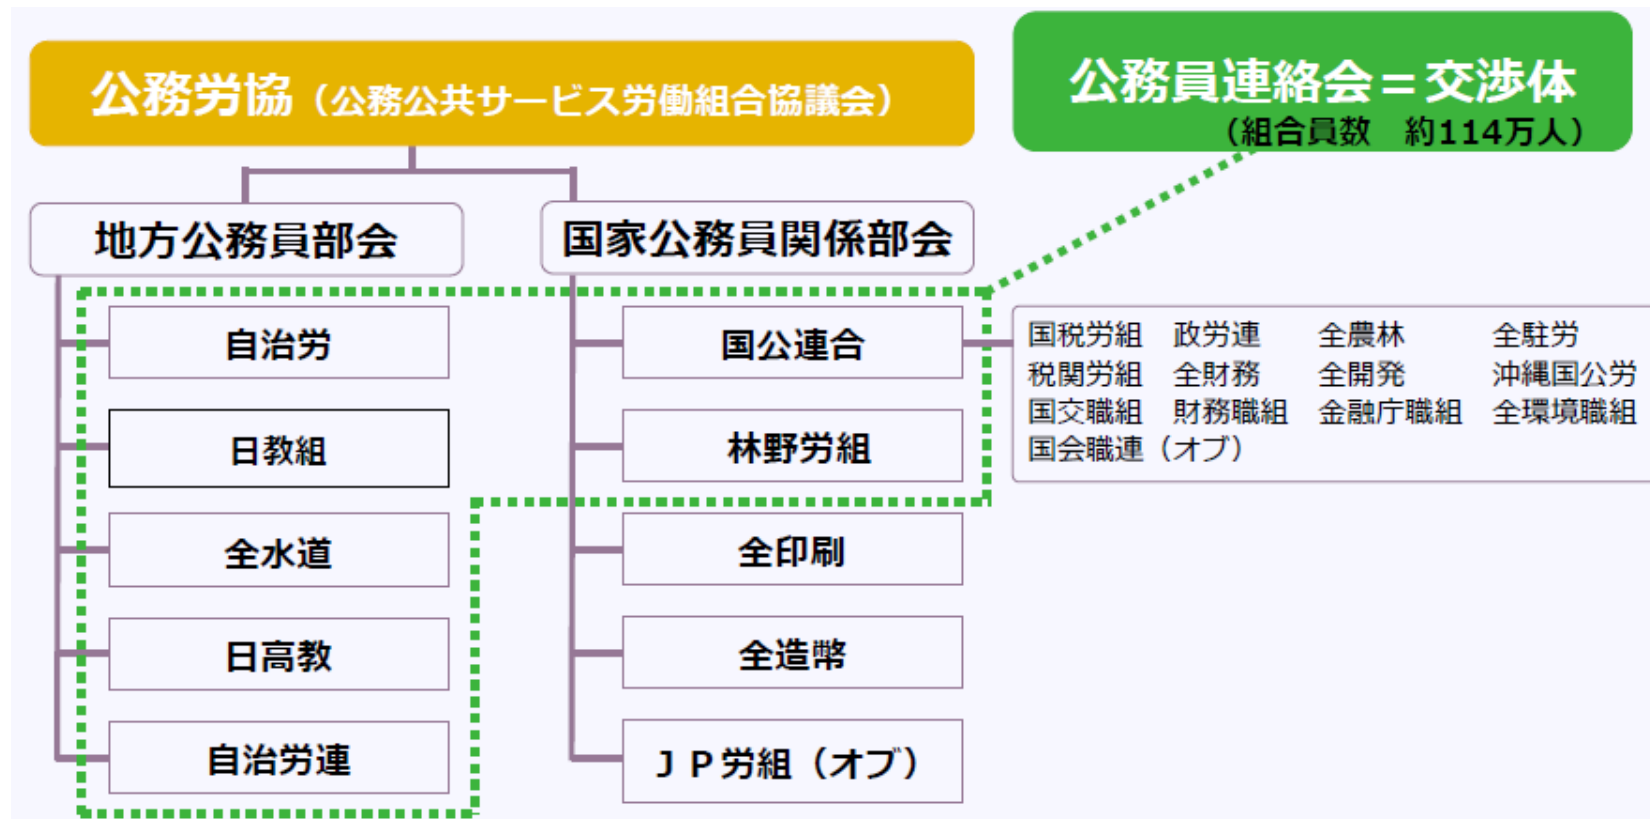 公務労協（公務公共サービス労働組合協議会）
公務員連絡会＝交渉体
（組合員数　約114万人）
地方公務員部会
国家公務員関係部会
自治労
日教組
全水道
日高教
自治労連
国公連合
林野労組
全印刷
全造幣
ＪＰ労組（オブ）
国税労組　政労連　全農林　全駐労
税関労組　全財務　全開発　沖縄国公労
国交職組　財務職組　金融庁職組　全環境職組
国会職連（オブ）